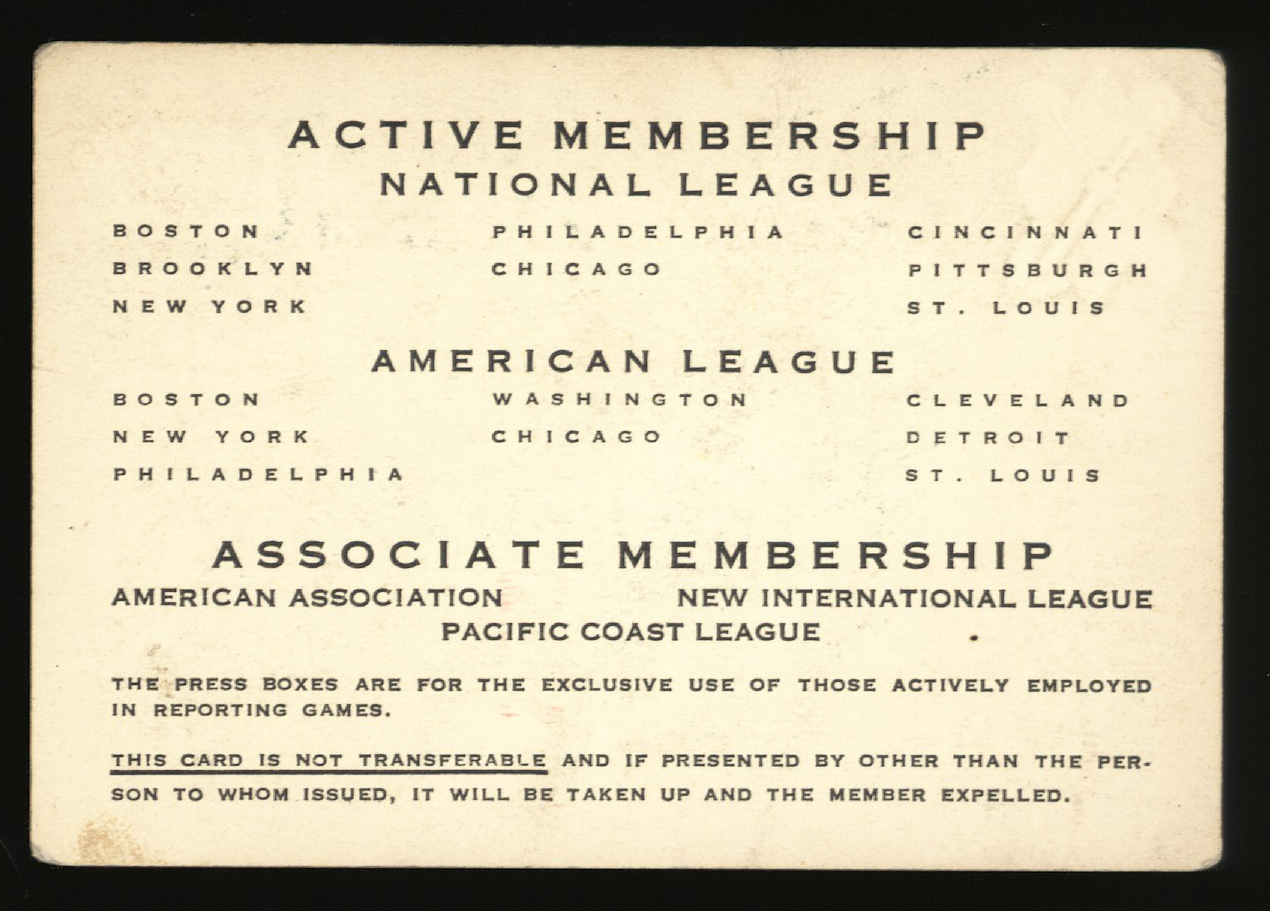 ACTIVE MEMBERSHIP
NATIONAL LEAGUE
BOSTON PHILADELPHIA CINCINNATI
BROOKLYN CHICAGO PITTSBURGH
NEW YORK ST. LOUIS
AMERICAN LEAGUE
BOSTON WASHINGTON CLEVELAND
NEW YORK CHICAGO DETROIT
PHILADELPHIA ST. LOUIS
ASSOCIATE MEMBERSHIP
AMERICAN ASSOCIATION NEW INTERNATIONAL LEAGUE
PACIFIC COAST LEAGUE
THE PRESS BOXES ARE FOR THE EXCLUSIVE USE OF THOSE ACTIVELY EMPLOYED
IN REPORTING GAMES.
THIS CARD IS NOT TRANSFERABLE AND IF PRESENTED BY OTHER THAN THE PER-
SON TO WHOM ISSUED, IT WILL BE TAKEN UP AND THE MEMBER EXPELLED.